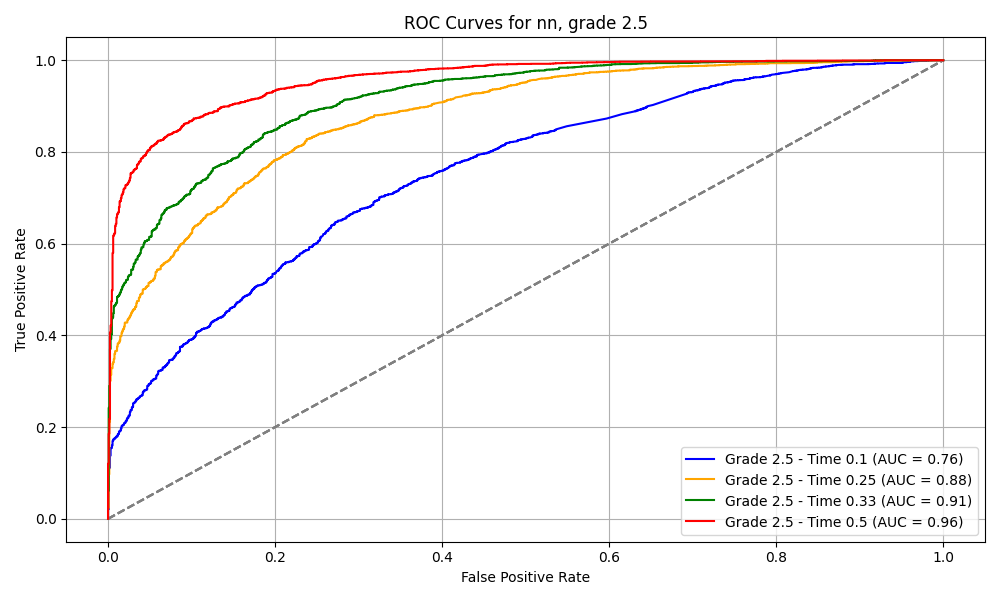 ROC Curves for nn, grade 2.5
True Positive Rate
1.0
0.8
0.6
0.4
0.2
0.0
Grade 2.5 - Time 0.1 (AUC = 0.76)
Grade 2.5 - Time 0.25 (AUC = 0.88)
Grade 2.5 - Time 0.33 (AUC = 0.91)
Grade 2.5 - Time 0.5 (AUC = 0.96)
0.0 0.2 0.4 0.6 0.8 1.0
False Positive Rate